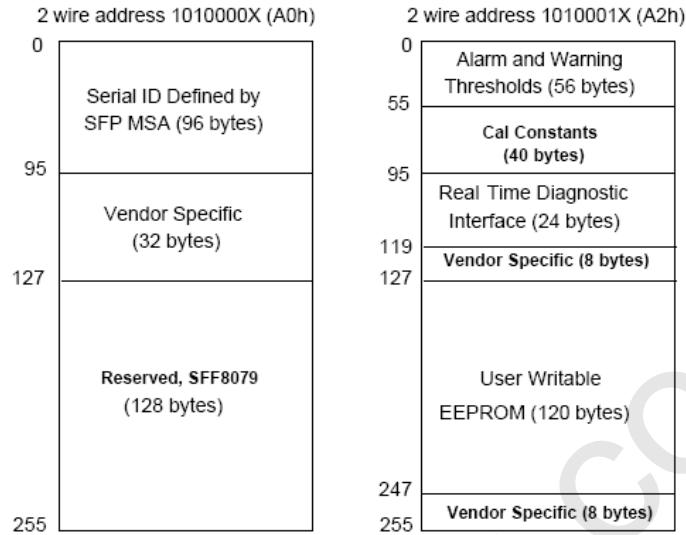 2 wire address 1010000X (A0h)
0
Serial ID Defined by
SFP MSA (96 bytes)
95
Vendor Specific
(32 bytes)
127
Reserved, SFF8079
(128 bytes)
255
2 wire address 1010001X (A2h)
0
Alarm and Warning
Thresholds (56 bytes)
55
Cal Constants
(40 bytes)
95
Real Time Diagnostic
Interface (24 bytes)
119
Vendor Specific (8 bytes)
127
User Writable
EEPROM (120 bytes)
247
Vendor Specific (8 bytes)
255